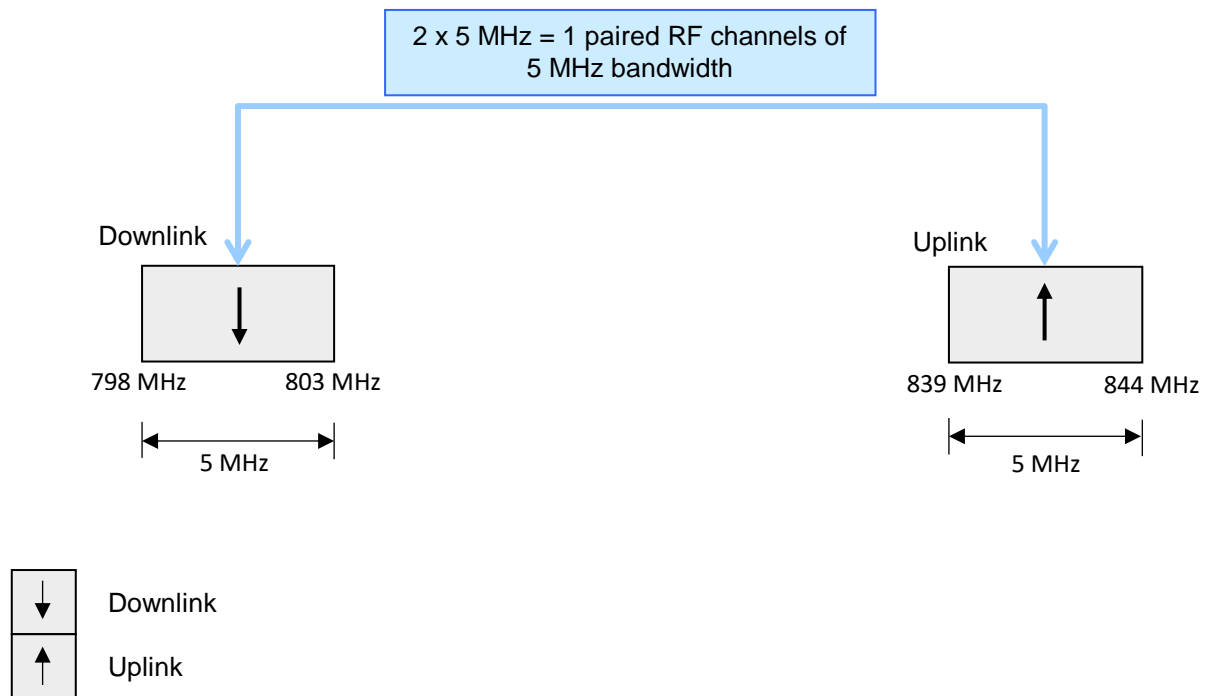 2 x 5 MHz = 1 paired RF channels of
5 MHz bandwidth
Downlink
Uplink
798 MHz
803 MHz
839 MHz
844 MHz
5 MHz
5 MHz
Downlink
Uplink